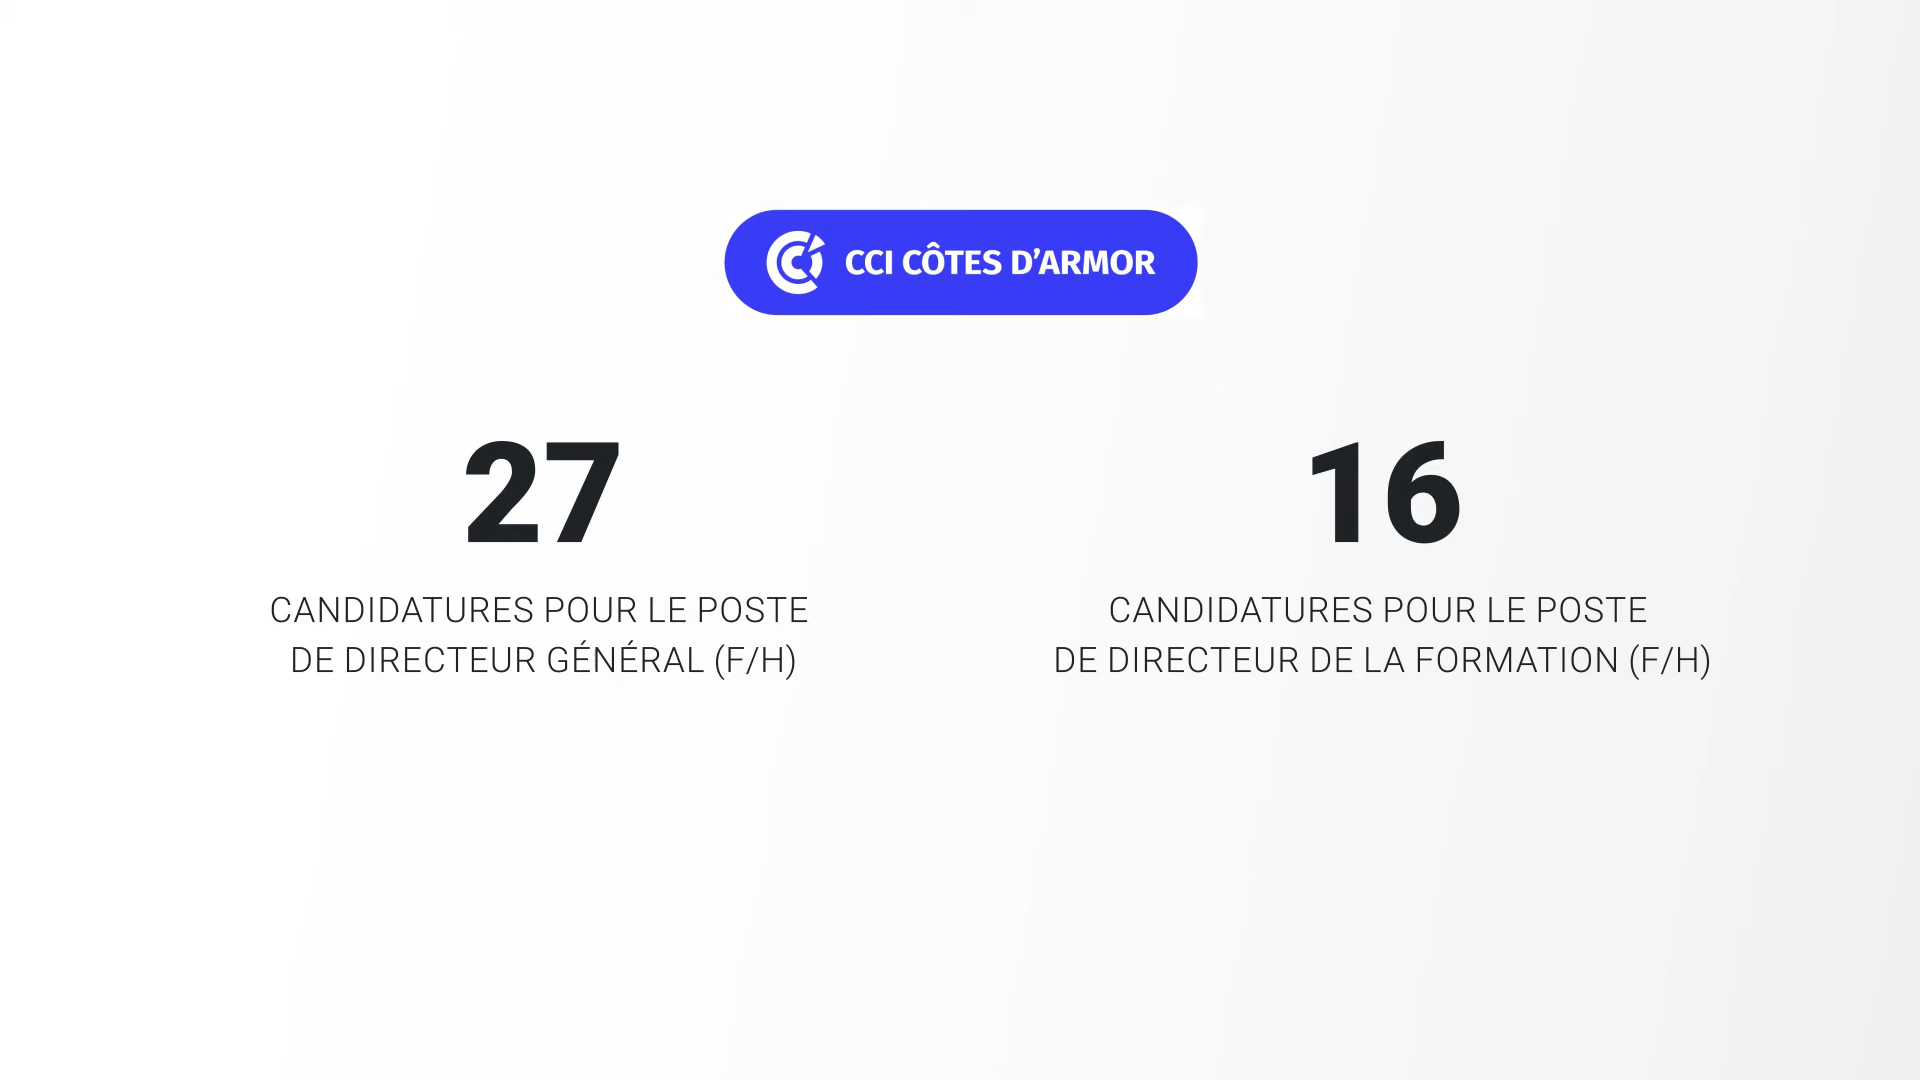 CCI CÔTES D’ARMOR
27
CANDIDATURES POUR LE POSTE
DE DIRECTEUR GÉNÉRAL (F/H)
16
CANDIDATURES POUR LE POSTE
DE DIRECTEUR DE LA FORMATION (F/H)